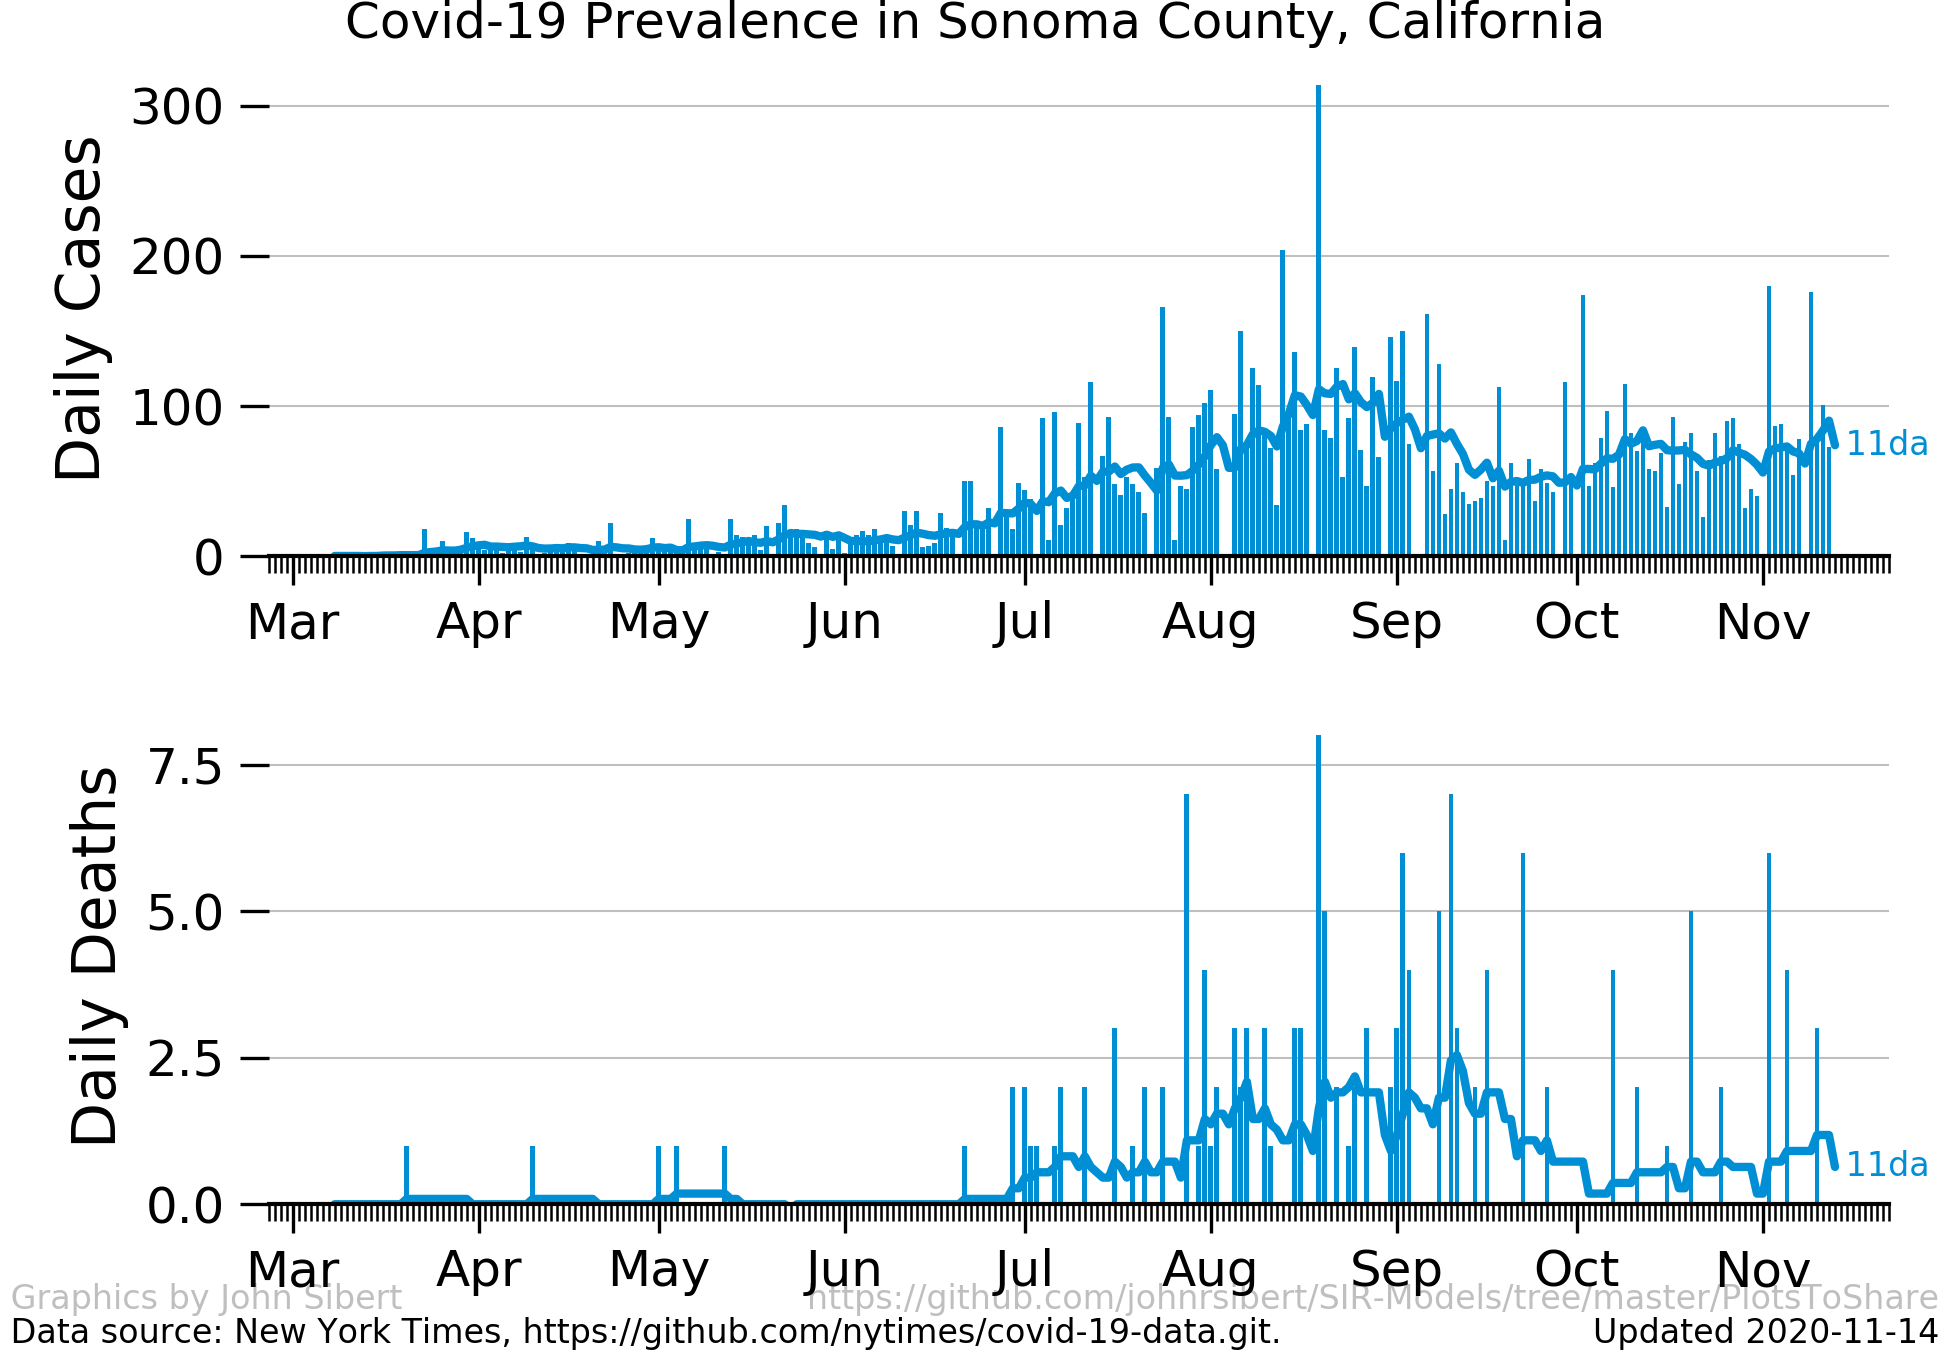 Covid-19 Prevalence in Sonoma County, California
Daily Cases
300
200
100
0
11da
Mar Apr May Jun Jul Aug Sep Oct Nov
Daily Deaths
7.5
5.0
2.5
0.0
11da
Mar Apr May Jun Jul Aug Sep Oct Nov
Graphics by John Sibert https://github.com/johnrsibert/SIR-Models/tree/master/PlotsToShare
Data source: New York Times, https://github.com/nytimes/covid-19-data.git. Updated 2020-11-14